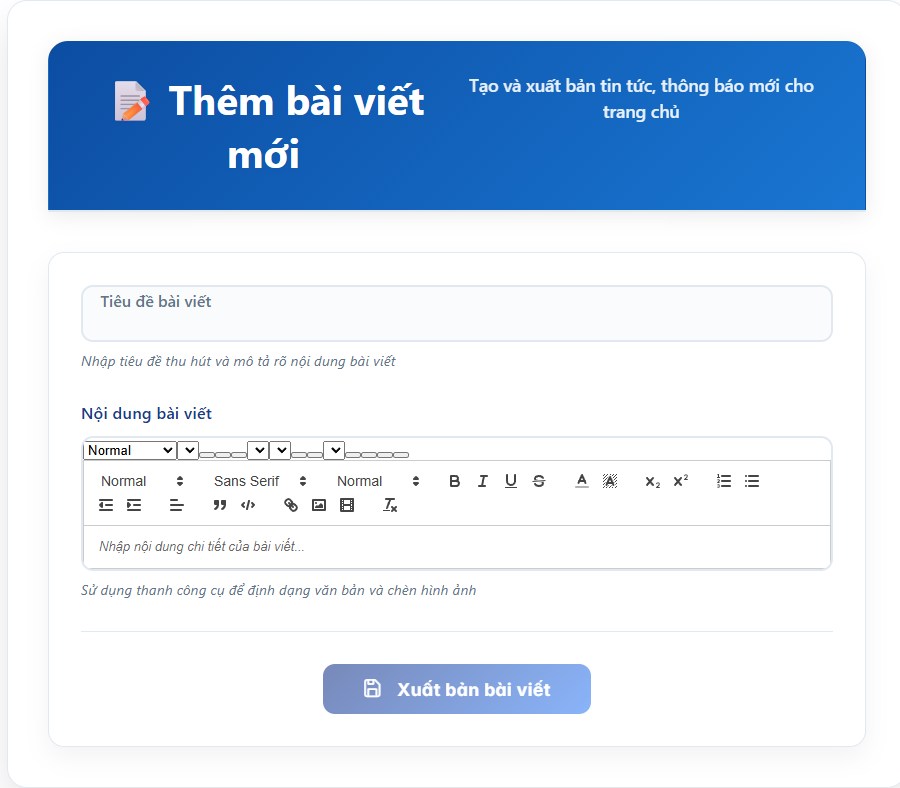 Thêm bài viết
mới
Tạo và xuất bản tin tức, thông báo mới cho
trang chủ
Tiêu đề bài viết
Nhập tiêu đề thu hút và mô tả rõ nội dung bài viết
Nội dung bài viết
Normal
Normal Sans Serif Normal B I U S A A x₂ x²
Nhập nội dung chi tiết của bài viết...
Sử dụng thanh công cụ để định dạng văn bản và chèn hình ảnh
Xuất bản bài viết